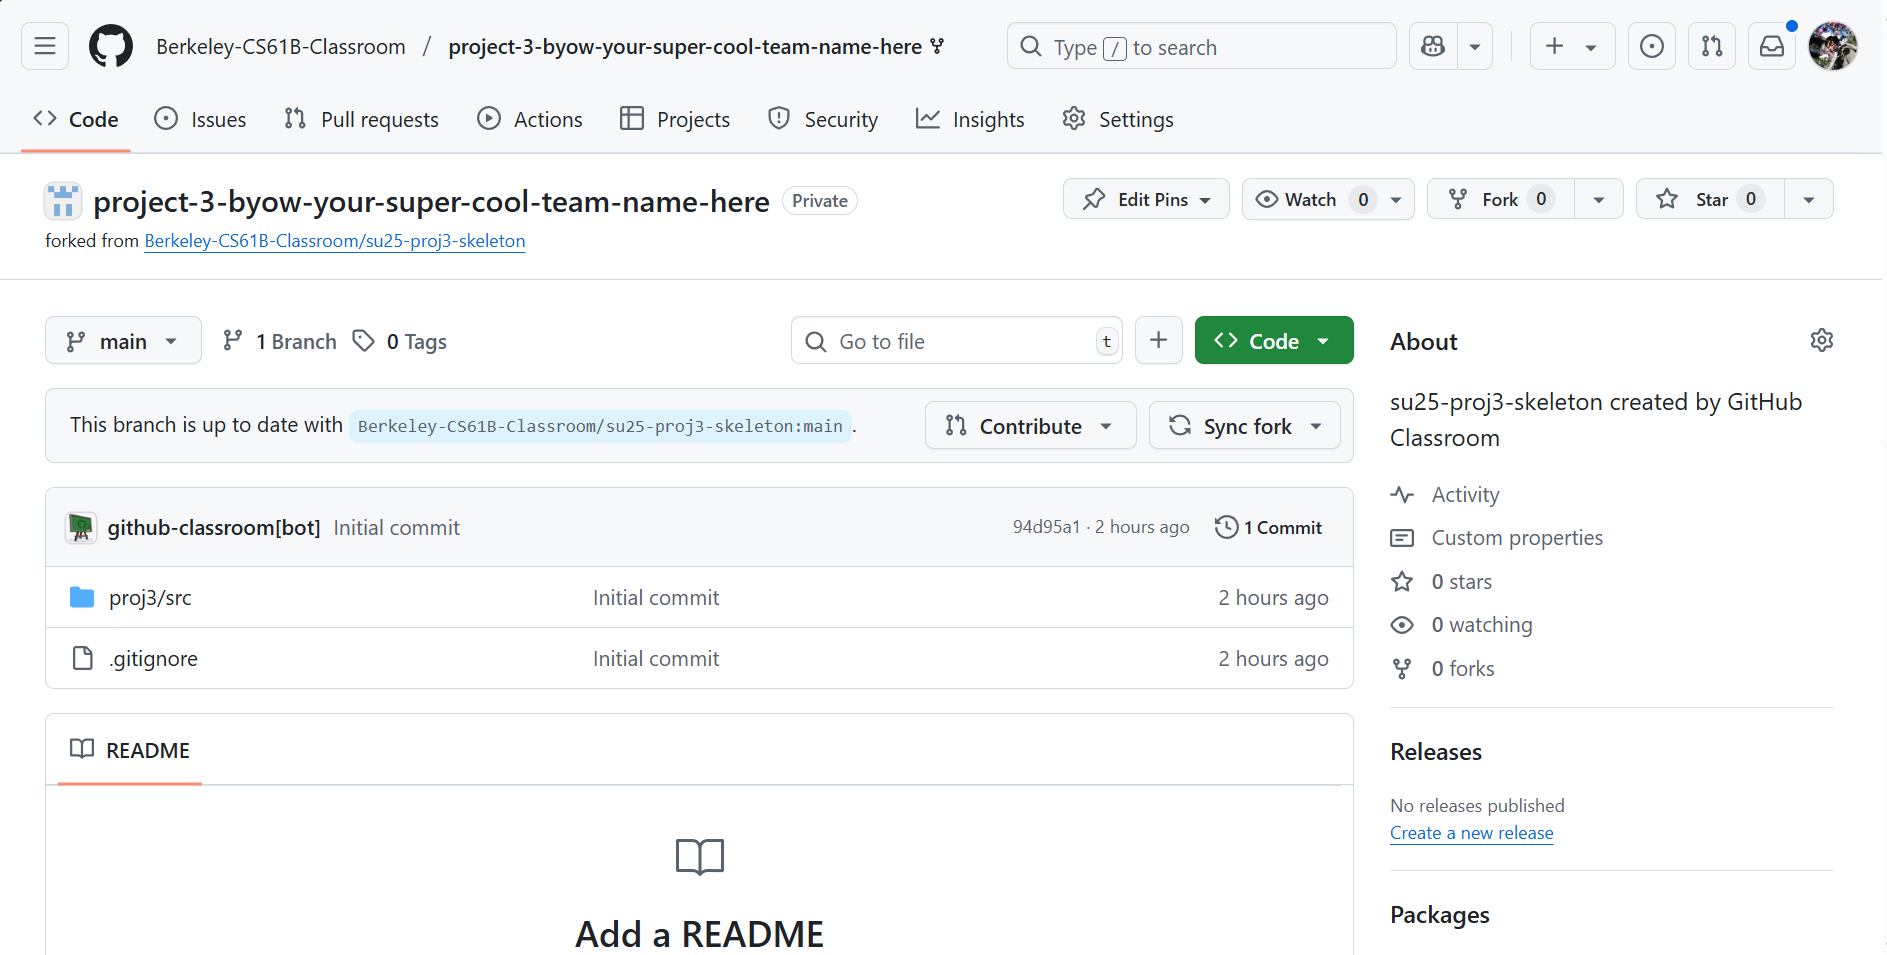 Berkeley-CS61B-Classroom / project-3-byow-your-super-cool-team-name-here
Type / to search
Code
Issues
Pull requests
Actions
Projects
Security
Insights
Settings
project-3-byow-your-super-cool-team-name-here Private
Edit Pins
Watch 0
Fork 0
Star 0
forked from Berkeley-CS61B-Classroom/su25-proj3-skeleton
main
1 Branch
0 Tags
Go to file t
+
Code
This branch is up to date with Berkeley-CS61B-Classroom/su25-proj3-skeleton:main .
Contribute
Sync fork
github-classroom[bot] Initial commit 94d95a1 · 2 hours ago 1 Commit
proj3/src Initial commit 2 hours ago
.gitignore Initial commit 2 hours ago
README
Add a README
About
su25-proj3-skeleton created by GitHub
Classroom
Activity
Custom properties
0 stars
0 watching
0 forks
Releases
No releases published
Create a new release
Packages